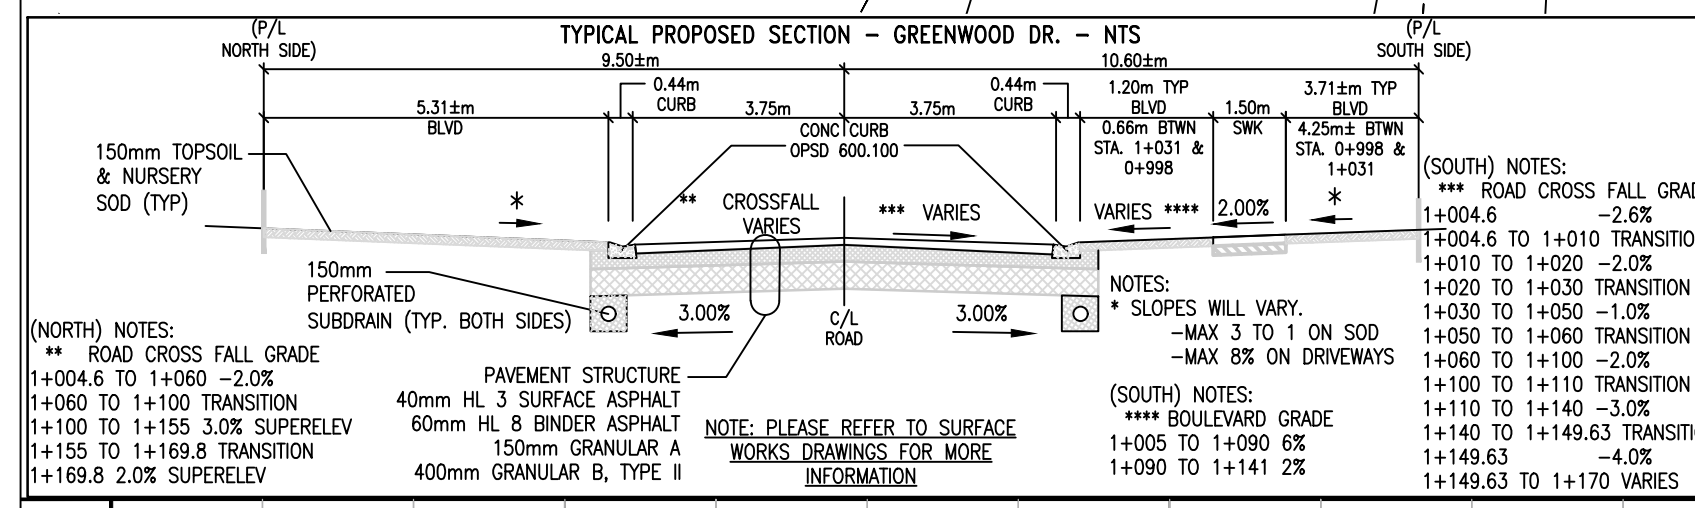 TYPICAL PROPOSED SECTION - GREENWOOD DR. - NTS
(P/L
NORTH SIDE)
(P/L
SOUTH SIDE)
9.50±m
10.60±m
5.31±m
BLVD
0.44m
CURB
3.75m
3.75m
0.44m
CURB
1.20m TYP
BLVD
0.66m BTWN
STA. 1+031 &
0+998
1.50m
SWK
3.71±m TYP
BLVD
4.25m± BTWN
STA. 0+998 &
1+031
CONC CURB
OPSD 600.100
150mm TOPSOIL
& NURSERY
SOD (TYP)
*
** CROSSFALL
VARIES
*** VARIES
VARIES ****
2.00%
*
150mm
PERFORATED
SUBDRAIN (TYP. BOTH SIDES)
3.00%
C/L
ROAD
3.00%
(NORTH) NOTES:
** ROAD CROSS FALL GRADE
1+004.6 TO 1+060 -2.0%
1+060 TO 1+100 TRANSITION
1+100 TO 1+155 3.0% SUPERELEV
1+155 TO 1+169.8 TRANSITION
1+169.8 2.0% SUPERELEV
PAVEMENT STRUCTURE
40mm HL 3 SURFACE ASPHALT
60mm HL 8 BINDER ASPHALT
150mm GRANULAR A
400mm GRANULAR B, TYPE II
NOTE: PLEASE REFER TO SURFACE
WORKS DRAWINGS FOR MORE
INFORMATION
NOTES:
* SLOPES WILL VARY.
-MAX 3 TO 1 ON SOD
-MAX 8% ON DRIVEWAYS
(SOUTH) NOTES:
**** BOULEVARD GRADE
1+005 TO 1+090 6%
1+090 TO 1+141 2%
(SOUTH) NOTES:
*** ROAD CROSS FALL GRAD
1+004.6 -2.6%
1+004.6 TO 1+010 TRANSITIO
1+010 TO 1+020 -2.0%
1+020 TO 1+030 TRANSITION
1+030 TO 1+050 -1.0%
1+050 TO 1+060 TRANSITION
1+060 TO 1+100 -2.0%
1+100 TO 1+110 TRANSITION
1+110 TO 1+140 -3.0%
1+140 TO 1+149.63 TRANSITI
1+149.63 -4.0%
1+149.63 TO 1+170 VARIES